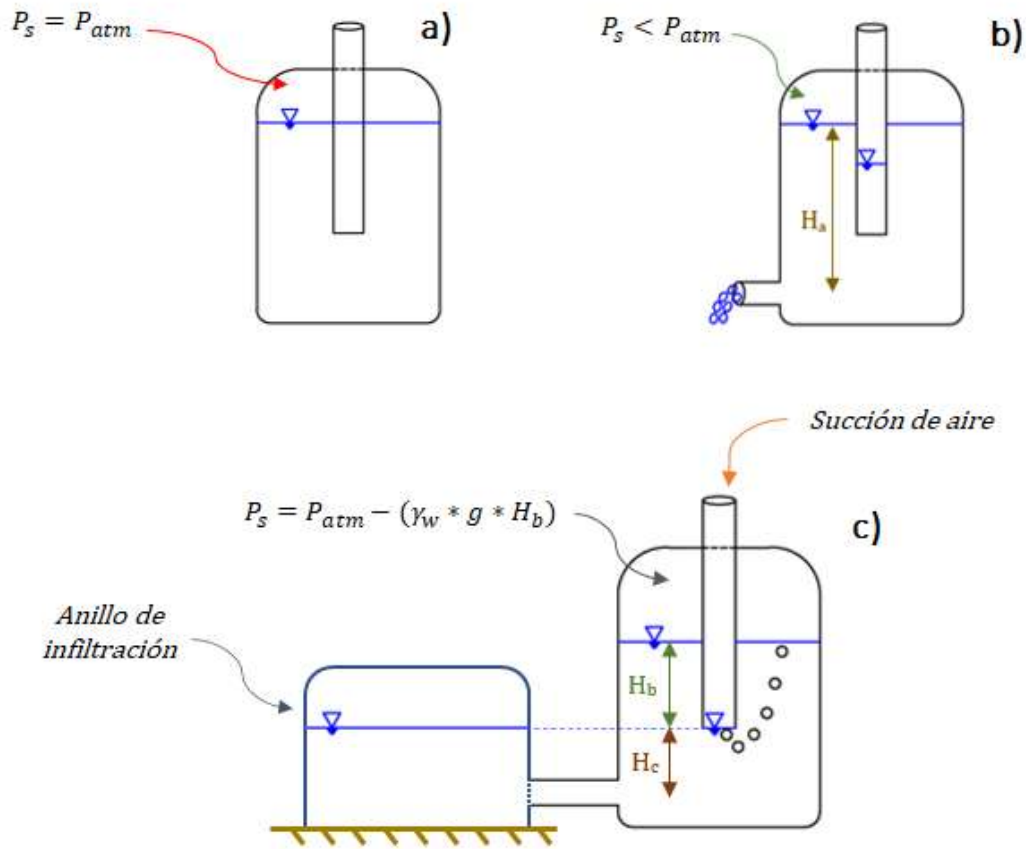 P_s = P_atm
a)
P_s < P_atm
b)
H_a
Succión de aire
P_s = P_atm − (γ_w * g * H_b)
c)
Anillo de
infiltración
H_b
H_c